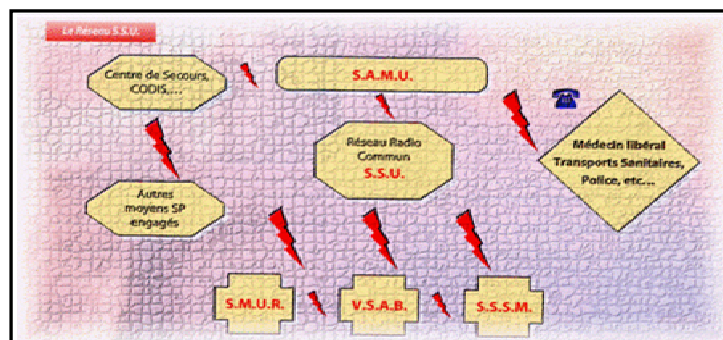 Le Réseau S.S.U.
Centre de Secours,
CODIS,...
S.A.M.U.
Réseau Radio
Commun
S.S.U.
Médecin libéral
Transports Sanitaires,
Police, etc...
Autres
moyens SP
engagés
S.M.U.R.
V.S.A.B.
S.S.S.M.